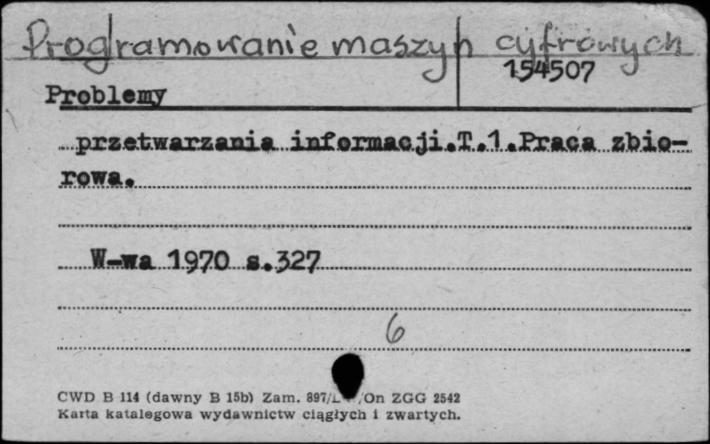 Programowanie maszyn cyfrowych
154507
Problemy
przetwarzania informacji.T.1.Praca zbio-
rowa.
W-wa 1970 s.327
6
CWD B 114 (dawny B 15b) Zam. 897/ /On ZGG 2542
Karta katalogowa wydawnictw ciągłych i zwartych.